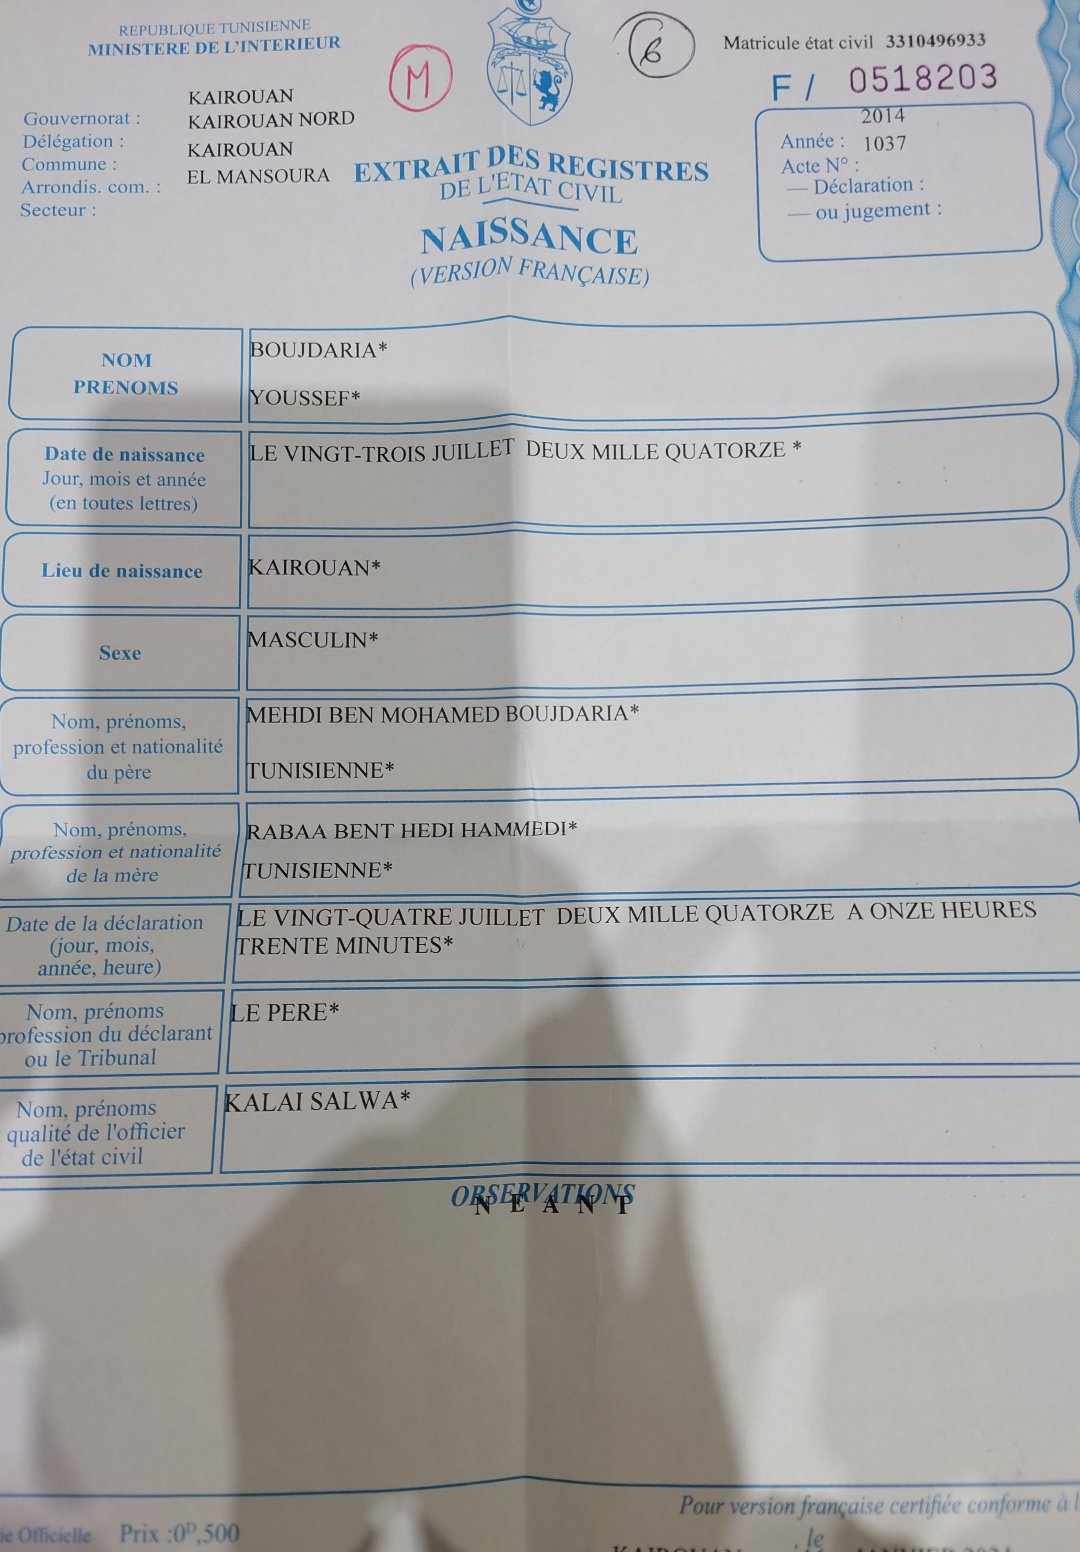 REPUBLIQUE TUNISIENNE
MINISTERE DE L'INTERIEUR
M
6
Matricule état civil 3310496933
F / 0518203
Gouvernorat : KAIROUAN
Délégation : KAIROUAN NORD
Commune : KAIROUAN
Arrondis. com. : EL MANSOURA
Secteur :
EXTRAIT DES REGISTRES
DE L'ETAT CIVIL
NAISSANCE
(VERSION FRANÇAISE)
Année : 2014
Acte N° : 1037
— Déclaration :
— ou jugement :
NOM
PRENOMS
BOUJDARIA*
YOUSSEF*
Date de naissance
Jour, mois et année
(en toutes lettres)
LE VINGT-TROIS JUILLET DEUX MILLE QUATORZE *
Lieu de naissance
KAIROUAN*
Sexe
MASCULIN*
Nom, prénoms,
profession et nationalité
du père
MEHDI BEN MOHAMED BOUJDARIA*
TUNISIENNE*
Nom, prénoms,
profession et nationalité
de la mère
RABAA BENT HEDI HAMMEDI*
TUNISIENNE*
Date de la déclaration
(jour, mois,
année, heure)
LE VINGT-QUATRE JUILLET DEUX MILLE QUATORZE A ONZE HEURES
TRENTE MINUTES*
Nom, prénoms
profession du déclarant
ou le Tribunal
LE PERE*
Nom, prénoms
qualité de l'officier
de l'état civil
KALAI SALWA*
OBSERVATIONS
N E A N T
Pour version française certifiée conforme à l
ie Officielle Prix :0ᴰ,500
le
KAIROUAN
JANVIER